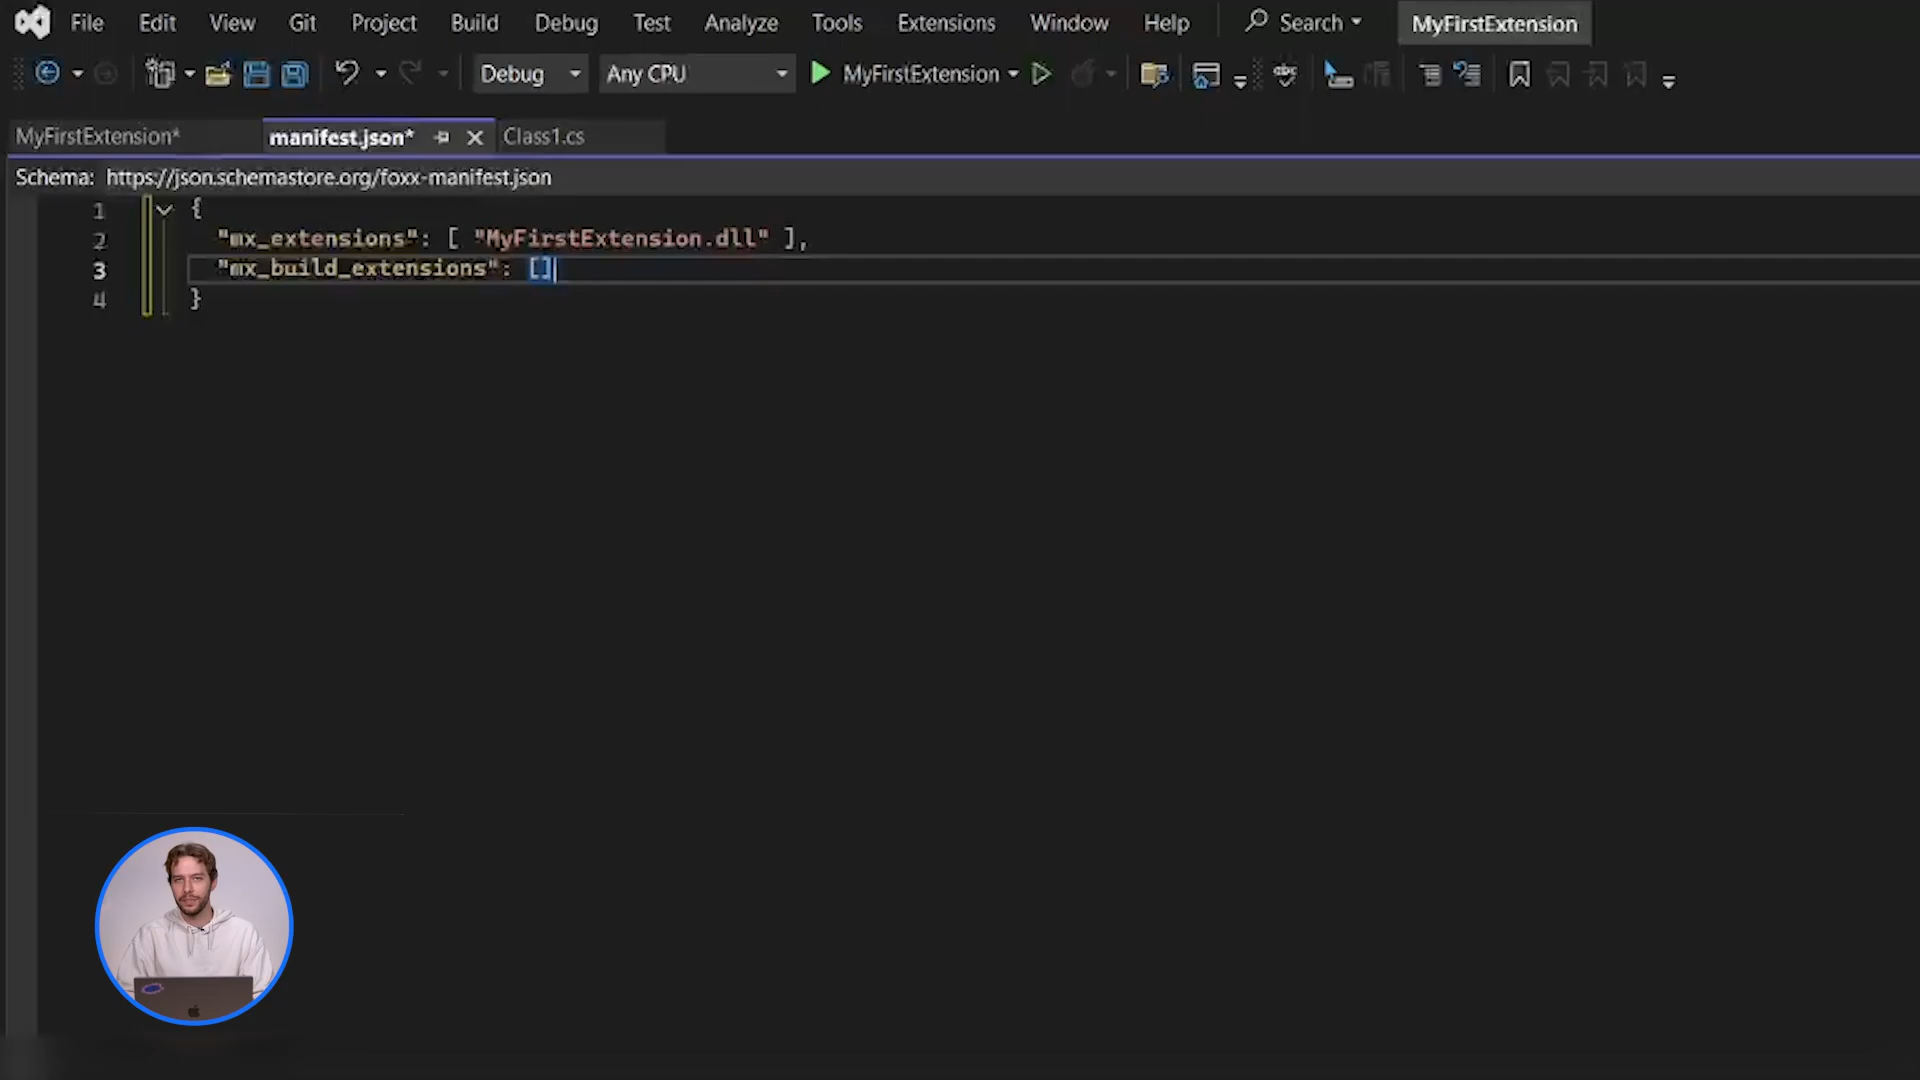 File Edit View Git Project Build Debug Test Analyze Tools Extensions Window Help Search MyFirstExtension
Debug Any CPU MyFirstExtension
MyFirstExtension* manifest.json* Class1.cs
Schema: https://json.schemastore.org/foxx-manifest.json
1 {
2 "mx_extensions": [ "MyFirstExtension.dll" ],
3 "mx_build_extensions": []
4 }